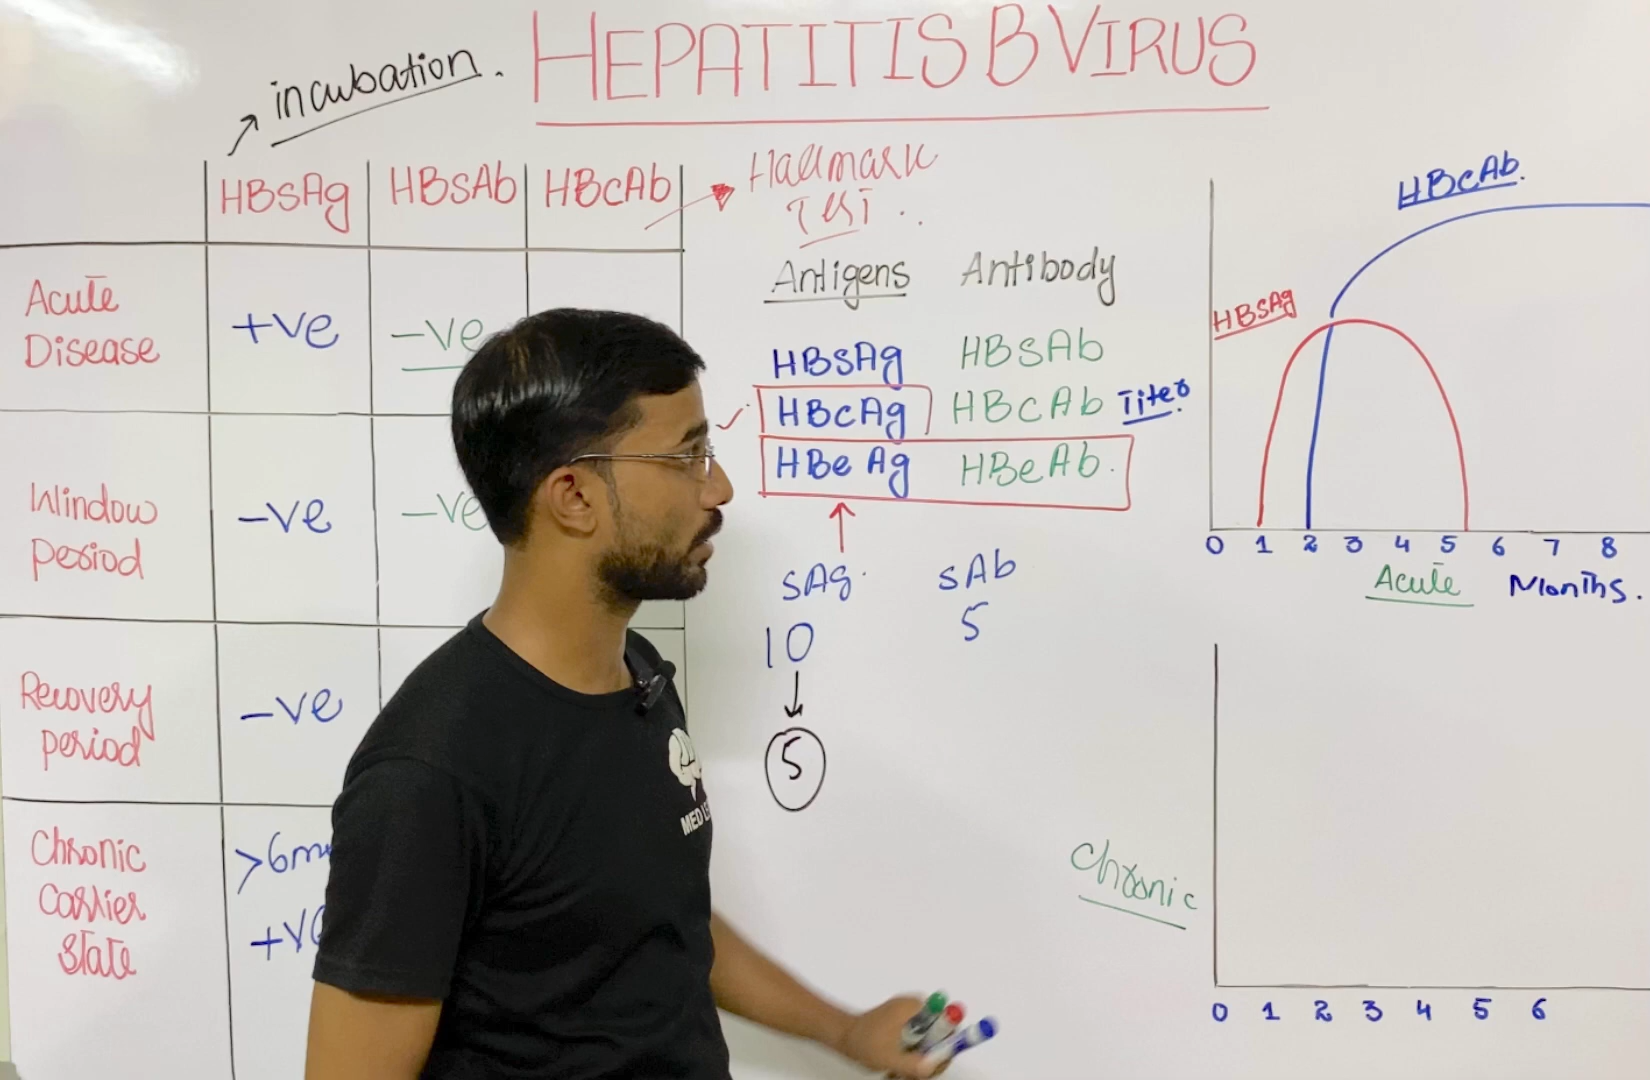 HEPATITIS B VIRUS
incubation.
HBsAg HBsAb HBcAb
Hallmark
Test..
Acute
Disease
+ve -ve
Window
period
-ve -ve
Recovery
period
-ve
Chronic
Carrier
State
>6m
+ve
Antigens Antibody
HBsAg HBsAb
HBcAg HBcAb Titer
HBeAg HBeAb.
sAg. sAb
10 5
5
HBcAb.
HBsAg
0 1 2 3 4 5 6 7 8
Acute Months.
Chronic
0 1 2 3 4 5 6
MED